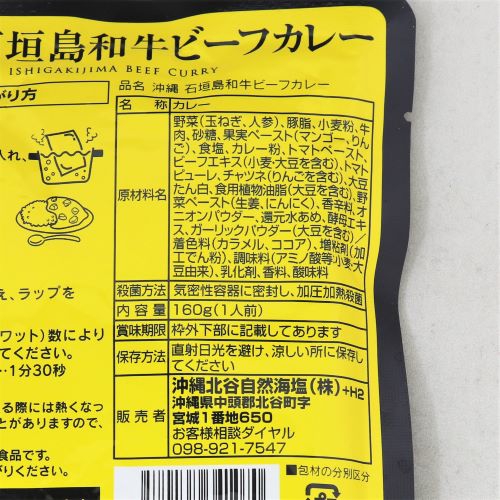 石垣島和牛ビーフカレー
ISHIGAKIJIMA BEEF CURRY
がり方
入れ、
え、ラップを
ワット)数により
てください。
…1分30秒
る際には熱くなっ
とがありますので、
食品です。
がりください。
品名 沖縄 石垣島和牛ビーフカレー
名称 カレー
原材料名
野菜(玉ねぎ、人参)、豚脂、小麦粉、牛
肉、砂糖、果実ペースト(マンゴー、りん
ご)、食塩、カレー粉、トマトペースト、
ビーフエキス(小麦・大豆を含む)、トマト
ピューレ、チャツネ(りんごを含む)、大豆
たん白、食用植物油脂(大豆を含む)、野
菜ペースト(生姜、にんにく)、香辛料、オ
ニオンパウダー、還元水あめ、酵母エキ
ス、ガーリックパウダー(大豆を含む)/
着色料(カラメル、ココア)、増粘剤(加
工でん粉)、調味料(アミノ酸等:小麦・大
豆由来)、乳化剤、香料、酸味料
殺菌方法 気密性容器に密封し、加圧加熱殺菌
内容量 160g(1人前)
賞味期限 枠外下部に記載してあります
保存方法 直射日光を避け、涼しい所に保存し
てください
販売者
沖縄北谷自然海塩(株)+H2
沖縄県中頭郡北谷町字
宮城1番地650
お客様相談ダイヤル
098-921-7547
■包材の分別区分